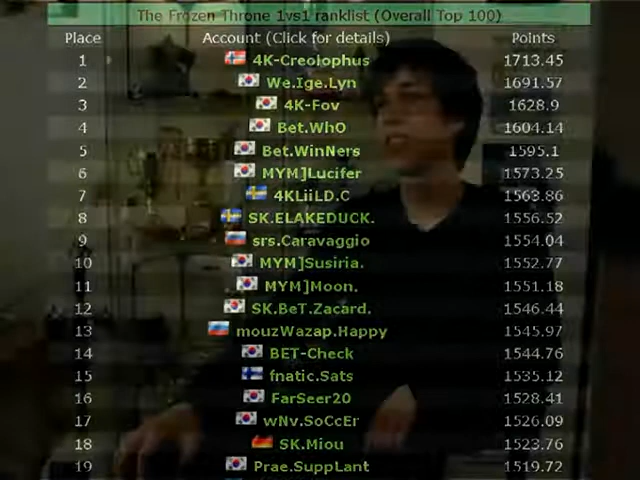 The Frozen Throne 1vs1 ranklist (Overall Top 100)
Place Account (Click for details) Points
1 4K-Creolophus 1713.45
2 We.Ige.Lyn 1691.57
3 4K-Fov 1628.9
4 Bet.WhO 1604.14
5 Bet.WinNers 1595.1
6 MYM]Lucifer 1573.25
7 4KLiiLD.C 1563.86
8 SK.ELAKEDUCK. 1556.52
9 srs.Caravaggio 1554.04
10 MYM]Susiria. 1552.77
11 MYM]Moon. 1551.18
12 SK.BeT.Zacard. 1546.44
13 mouzWazap.Happy 1545.97
14 BET-Check 1544.76
15 fnatic.Sats 1535.12
16 FarSeer20 1528.41
17 wNv.SoCcEr 1526.09
18 SK.Miou 1523.76
19 Prae.SuppLant 1519.72